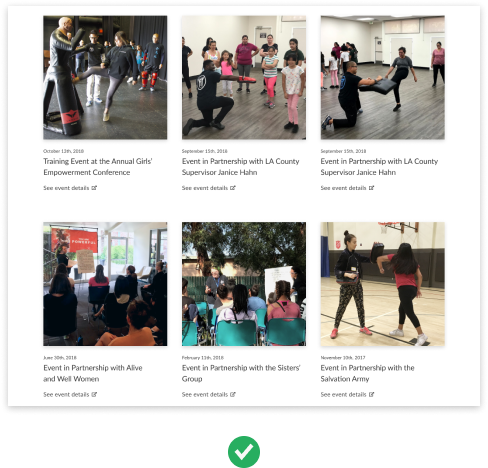 October 12th, 2018
Training Event at the Annual Girls'
Empowerment Conference
See event details
September 15th, 2018
Event in Partnership with LA County
Supervisor Janice Hahn
See event details
September 15th, 2018
Event in Partnership with LA County
Supervisor Janice Hahn
See event details
POWERFUL
June 30th, 2018
Event in Partnership with Alive
and Well Women
See event details
February 12th, 2018
Event in Partnership with the Sisters'
Group
See event details
November 20th, 2017
Event in Partnership with the
Salvation Army
See event details